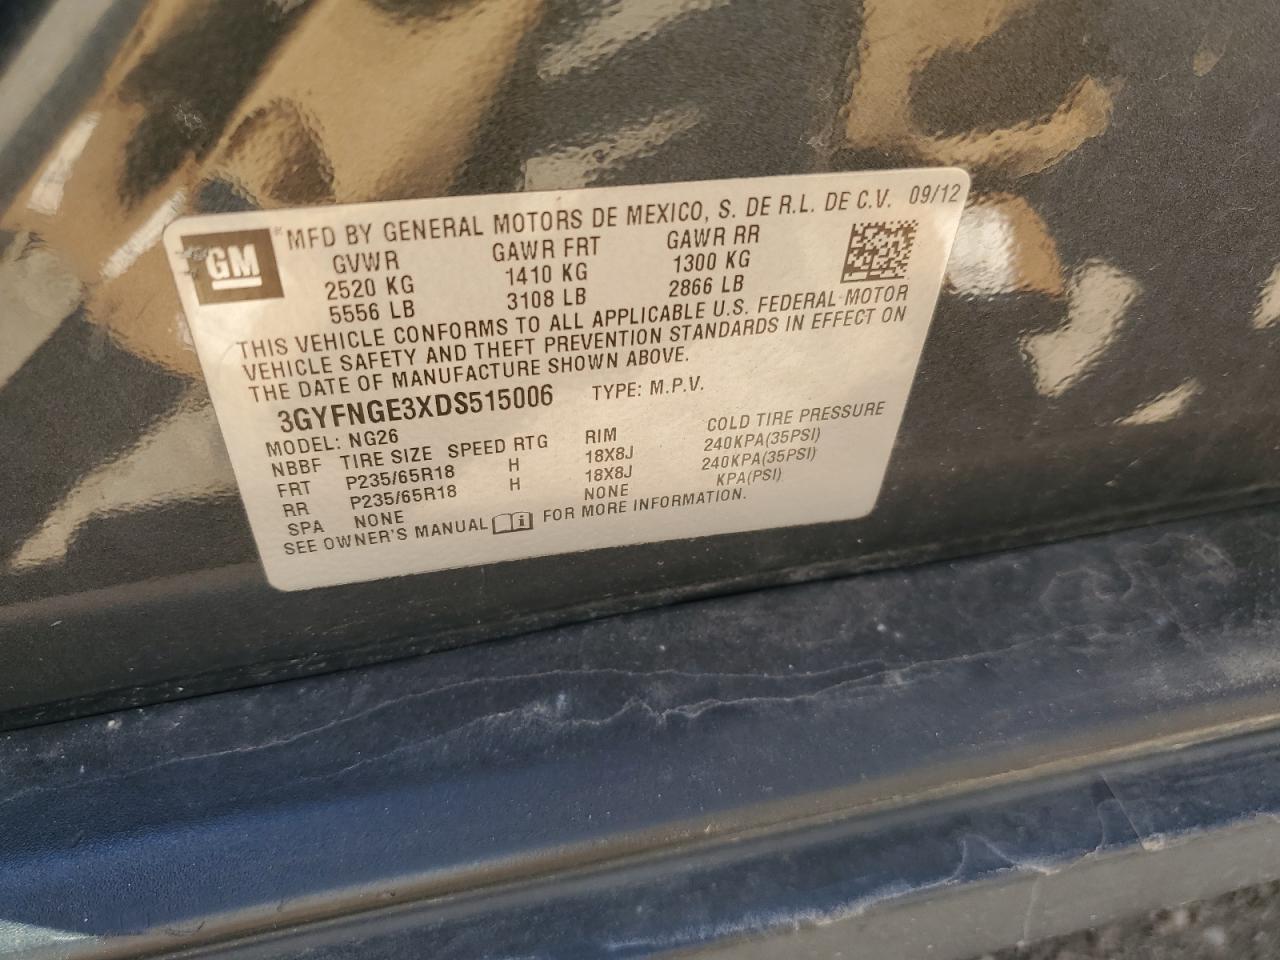 GM
MFD BY GENERAL MOTORS DE MEXICO, S. DE R.L. DE C.V. 09/12
GVWR GAWR FRT GAWR RR
2520 KG 1410 KG 1300 KG
5556 LB 3108 LB 2866 LB
THIS VEHICLE CONFORMS TO ALL APPLICABLE U.S. FEDERAL MOTOR
VEHICLE SAFETY AND THEFT PREVENTION STANDARDS IN EFFECT ON
THE DATE OF MANUFACTURE SHOWN ABOVE.
3GYFNGE3XDS515006 TYPE: M.P.V.
MODEL: NG26
NBBF TIRE SIZE SPEED RTG RIM COLD TIRE PRESSURE
FRT P235/65R18 H 18X8J 240KPA(35PSI)
RR P235/65R18 H 18X8J 240KPA(35PSI)
SPA NONE NONE KPA(PSI)
SEE OWNER'S MANUAL FOR MORE INFORMATION.